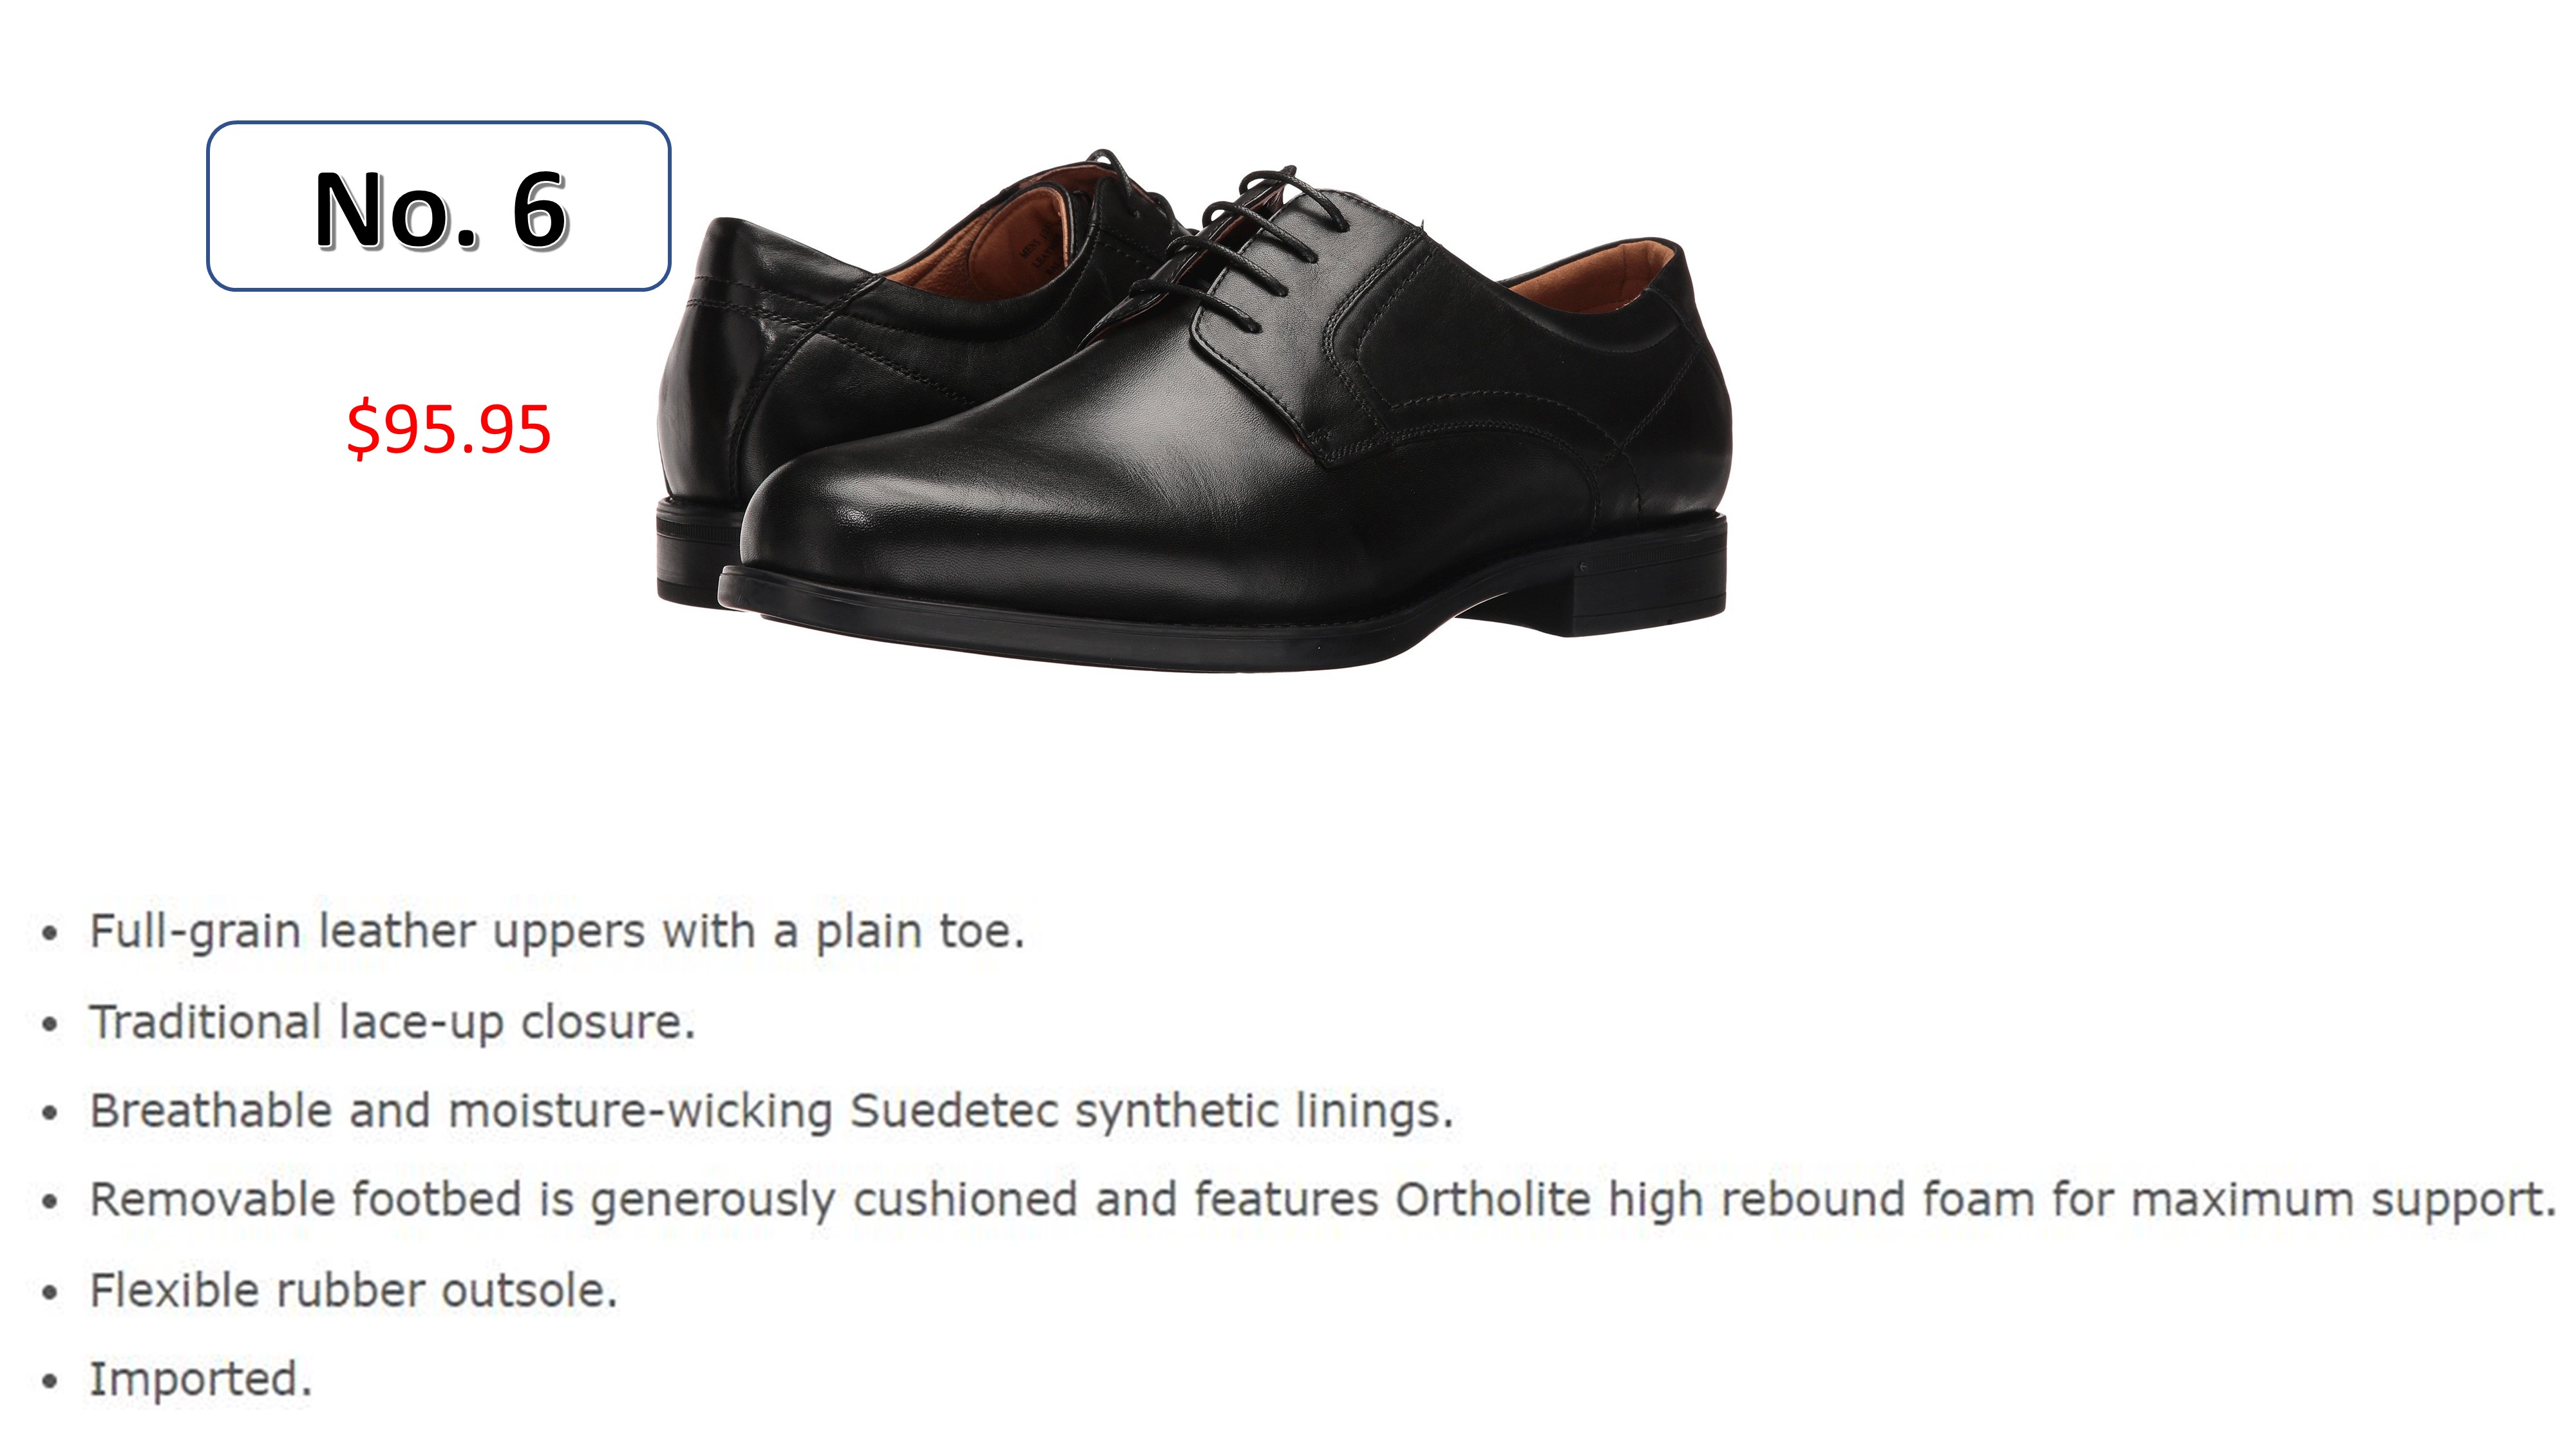 No. 6
$95.95
MENS
• Full-grain leather uppers with a plain toe.
• Traditional lace-up closure.
• Breathable and moisture-wicking Suedetec synthetic linings.
• Removable footbed is generously cushioned and features Ortholite high rebound foam for maximum support.
• Flexible rubber outsole.
• Imported.